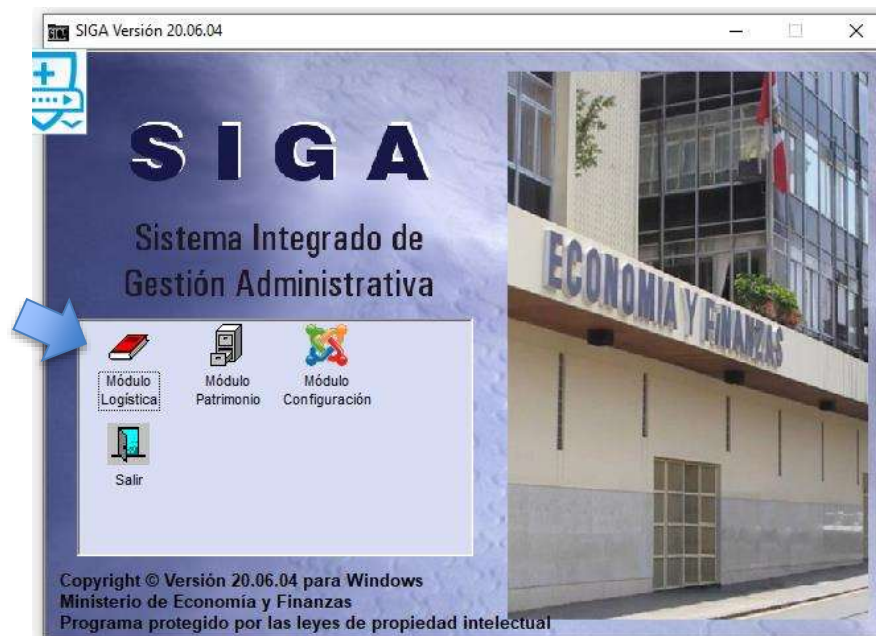 SIGA Versión 20.06.04
SIGA
Sistema Integrado de
Gestión Administrativa
Módulo
Logística
Módulo
Patrimonio
Módulo
Configuración
Salir
ECONOMIA Y FINANZAS
Copyright © Versión 20.06.04 para Windows
Ministerio de Economía y Finanzas
Programa protegido por las leyes de propiedad intelectual